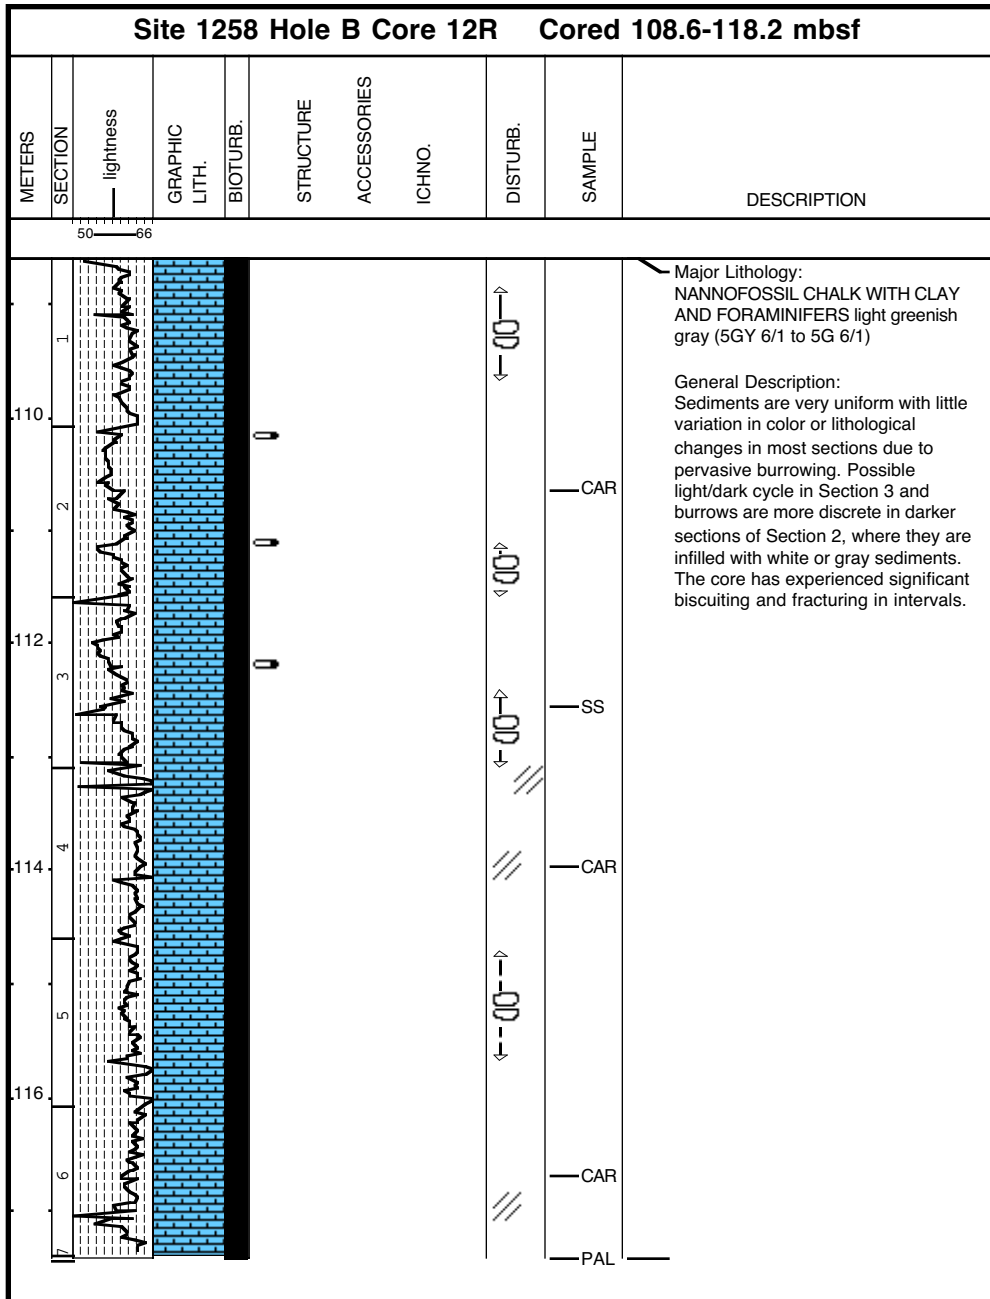 Site 1258 Hole B Core 12R Cored 108.6-118.2 mbsf
METERS
SECTION
lightness
GRAPHIC
LITH.
BIOTURB.
STRUCTURE
ACCESSORIES
ICHNO.
DISTURB.
SAMPLE
DESCRIPTION
50 66
Major Lithology:
NANNOFOSSIL CHALK WITH CLAY
AND FORAMINIFERS light greenish
gray (5GY 6/1 to 5G 6/1)
General Description:
Sediments are very uniform with little
variation in color or lithological
changes in most sections due to
pervasive burrowing. Possible
light/dark cycle in Section 3 and
burrows are more discrete in darker
sections of Section 2, where they are
infilled with white or gray sediments.
The core has experienced significant
biscuiting and fracturing in intervals.
1
110
CAR
2
112
3
SS
4
114
CAR
5
116
6
CAR
7
PAL